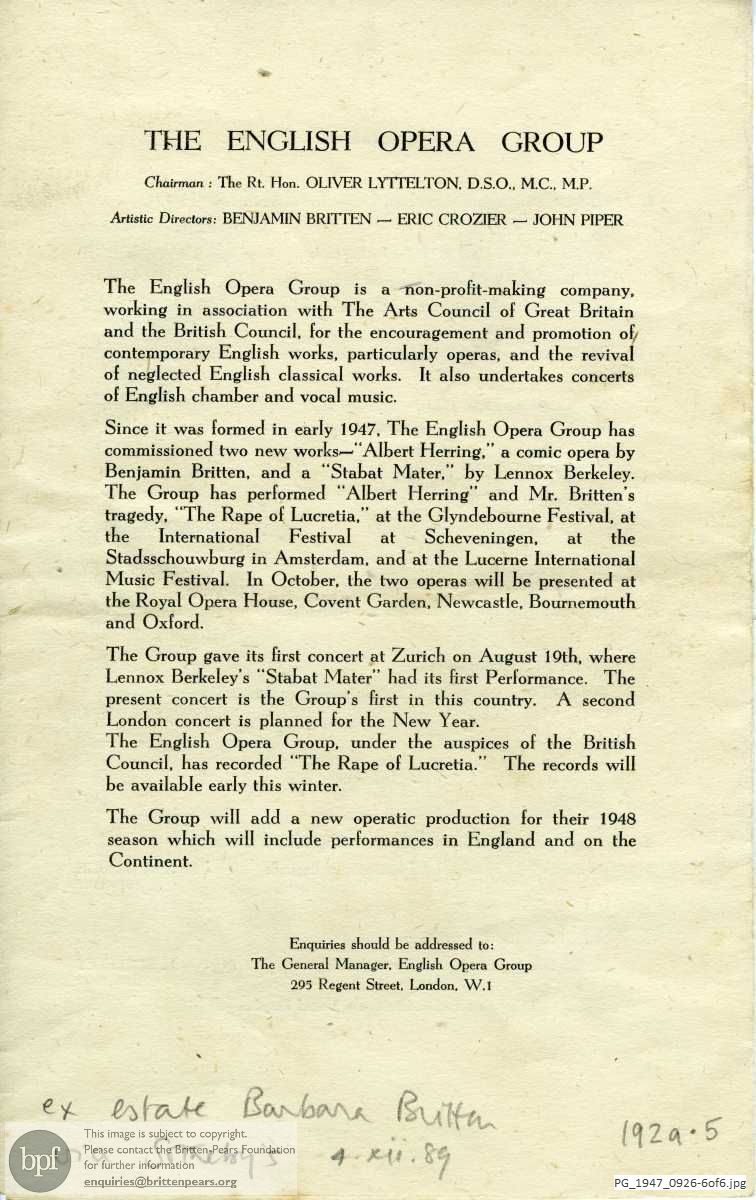 THE ENGLISH OPERA GROUP
Chairman : The Rt. Hon. OLIVER LYTTELTON, D.S.O., M.C., M.P.
Artistic Directors: BENJAMIN BRITTEN — ERIC CROZIER — JOHN PIPER
The English Opera Group is a non-profit-making company,
working in association with The Arts Council of Great Britain
and the British Council, for the encouragement and promotion of
contemporary English works, particularly operas, and the revival
of neglected English classical works. It also undertakes concerts
of English chamber and vocal music.
Since it was formed in early 1947, The English Opera Group has
commissioned two new works—"Albert Herring," a comic opera by
Benjamin Britten, and a "Stabat Mater," by Lennox Berkeley.
The Group has performed "Albert Herring" and Mr. Britten's
tragedy, "The Rape of Lucretia," at the Glyndebourne Festival, at
the International Festival at Scheveningen, at the
Stadsschouwburg in Amsterdam, and at the Lucerne International
Music Festival. In October, the two operas will be presented at
the Royal Opera House, Covent Garden, Newcastle, Bournemouth
and Oxford.
The Group gave its first concert at Zurich on August 19th, where
Lennox Berkeley's "Stabat Mater" had its first Performance. The
present concert is the Group's first in this country. A second
London concert is planned for the New Year.
The English Opera Group, under the auspices of the British
Council, has recorded "The Rape of Lucretia." The records will
be available early this winter.
The Group will add a new operatic production for their 1948
season which will include performances in England and on the
Continent.
Enquiries should be addressed to:
The General Manager, English Opera Group
295 Regent Street, London, W.1
ex estate Barbara Britten
via Sotheby's 4.xii.89
192a.5
bpf
This image is subject to copyright.
Please contact the Britten-Pears Foundation
for further information
enquiries@brittenpears.org
PG_1947_0926-6of6.jpg